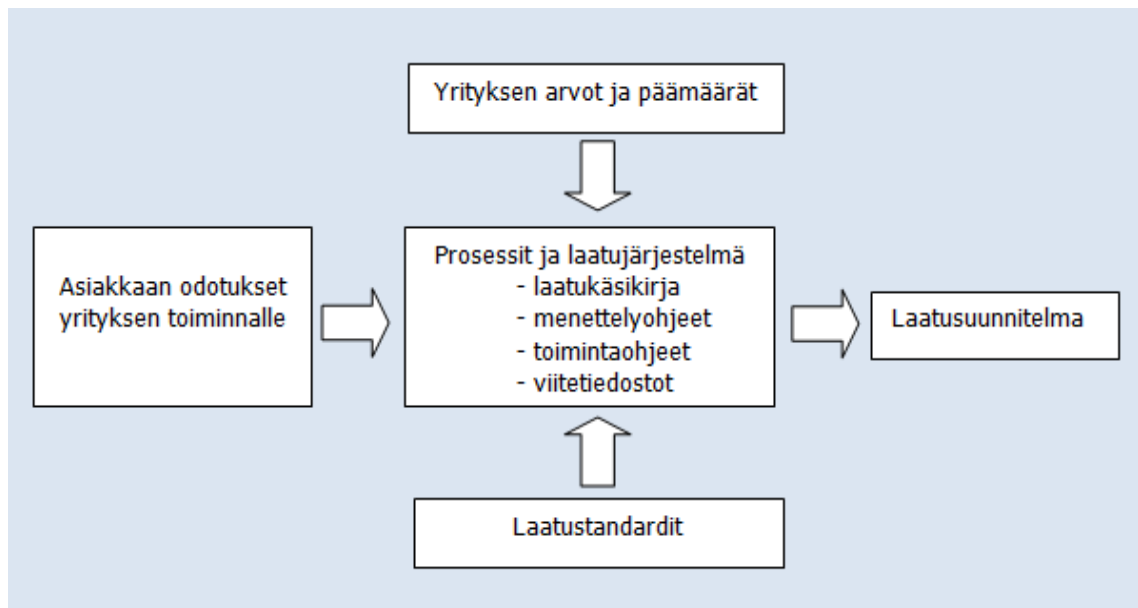 Yrityksen arvot ja päämäärät
Asiakkaan odotukset
yrityksen toiminnalle
Prosessit ja laatujärjestelmä
- laatukäsikirja
- menettelyohjeet
- toimintaohjeet
- viitetiedostot
Laatusuunnitelma
Laatustandardit